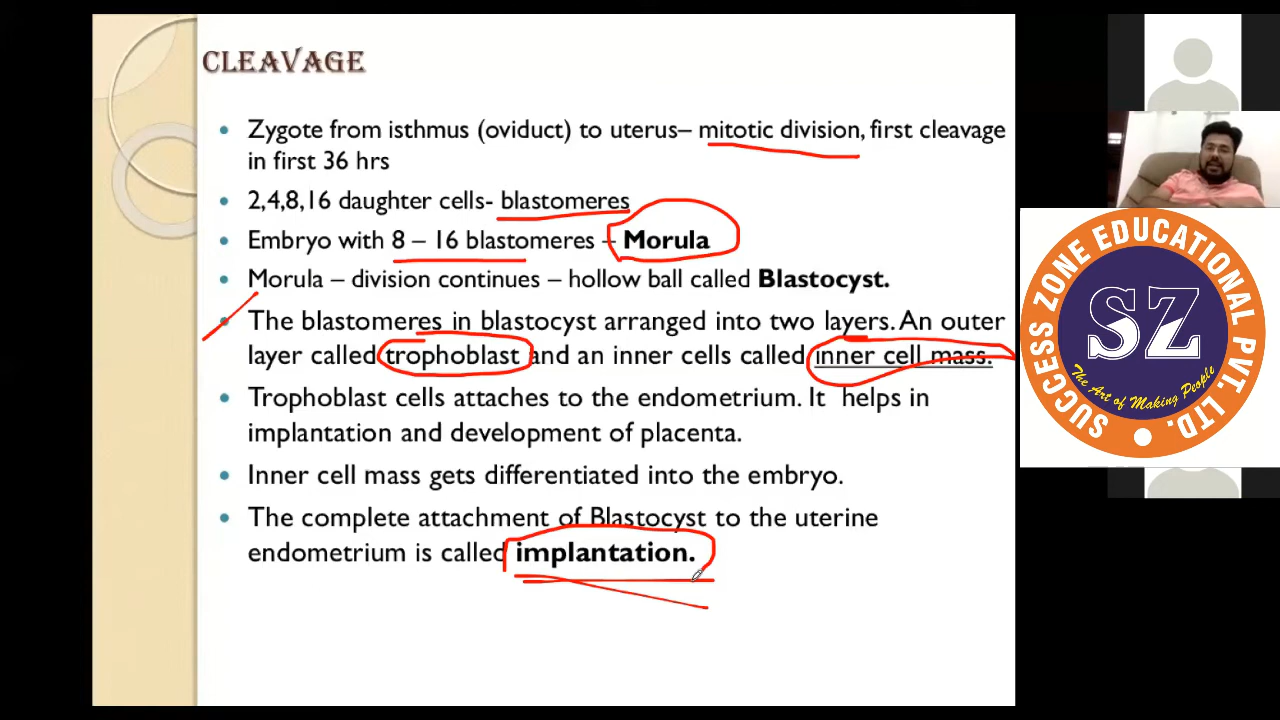 CLEAVAGE
• Zygote from isthmus (oviduct) to uterus– mitotic division, first cleavage
in first 36 hrs
• 2,4,8,16 daughter cells- blastomeres
• Embryo with 8 – 16 blastomeres – Morula
• Morula – division continues – hollow ball called Blastocyst.
• The blastomeres in blastocyst arranged into two layers. An outer
layer called trophoblast and an inner cells called inner cell mass.
• Trophoblast cells attaches to the endometrium. It helps in
implantation and development of placenta.
• Inner cell mass gets differentiated into the embryo.
• The complete attachment of Blastocyst to the uterine
endometrium is called implantation.
SUCCESS ZONE EDUCATIONAL PVT. LTD.
SZ
The Art of Making People